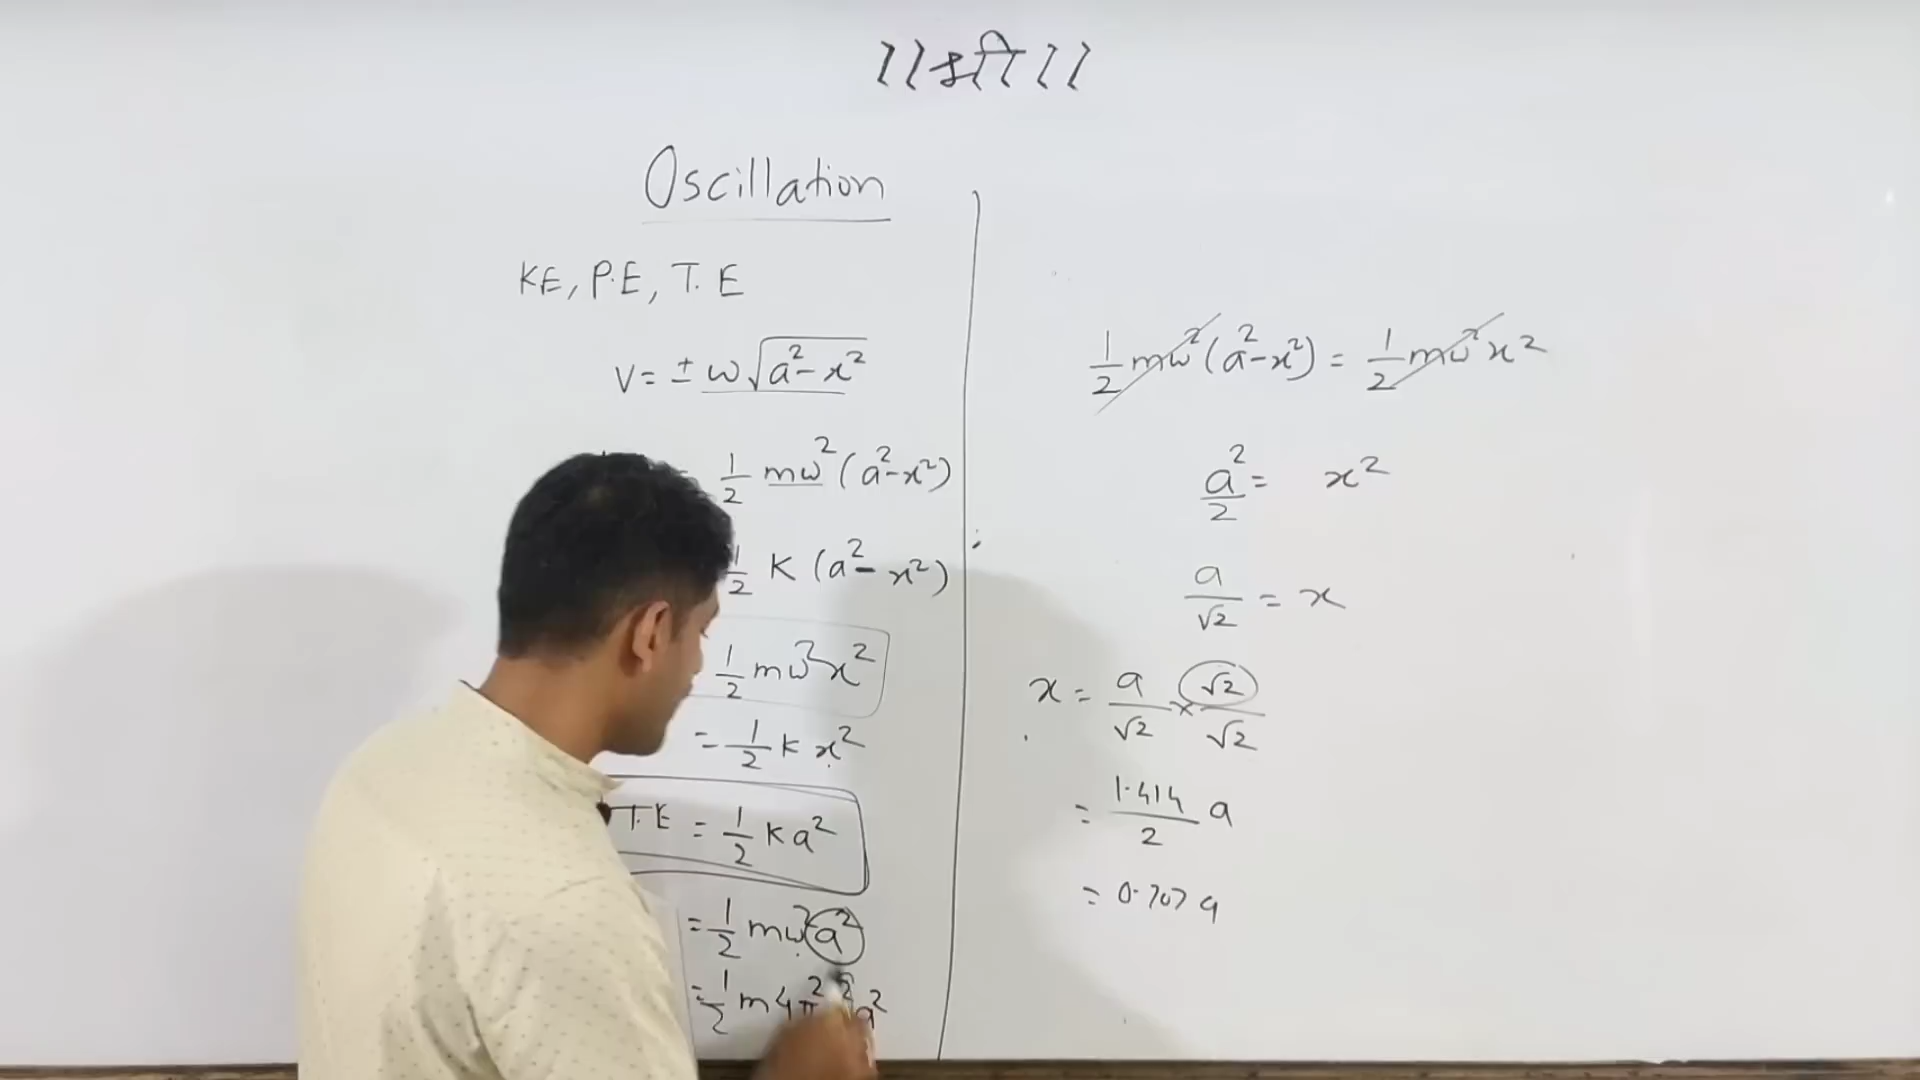 ॥श्री॥
Oscillation
KE, P.E, T.E
V = ± ω√(a² - x²)
1/2 mω² (a² - x²)
1/2 K (a² - x²)
1/2 mω² x²
= 1/2 K x²
T.E = 1/2 K a²
= 1/2 mω² a²
= 1/2 m 4π² a²
1/2 mω² (a² - x²) = 1/2 mω² x²
a²/2 = x²
a/√2 = x
x = a/√2 × √2/√2
= 1.414/2 a
= 0.707 a